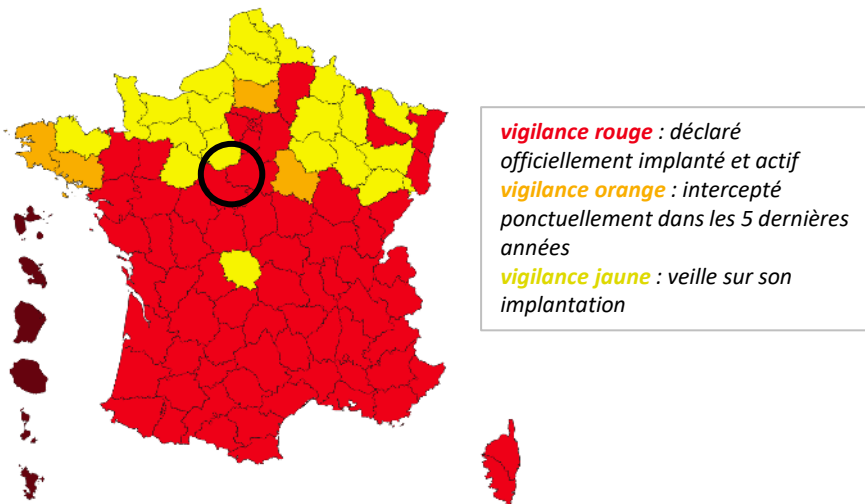 vigilance rouge : déclaré
officiellement implanté et actif
vigilance orange : intercepté
ponctuellement dans les 5 dernières
années
vigilance jaune : veille sur son
implantation